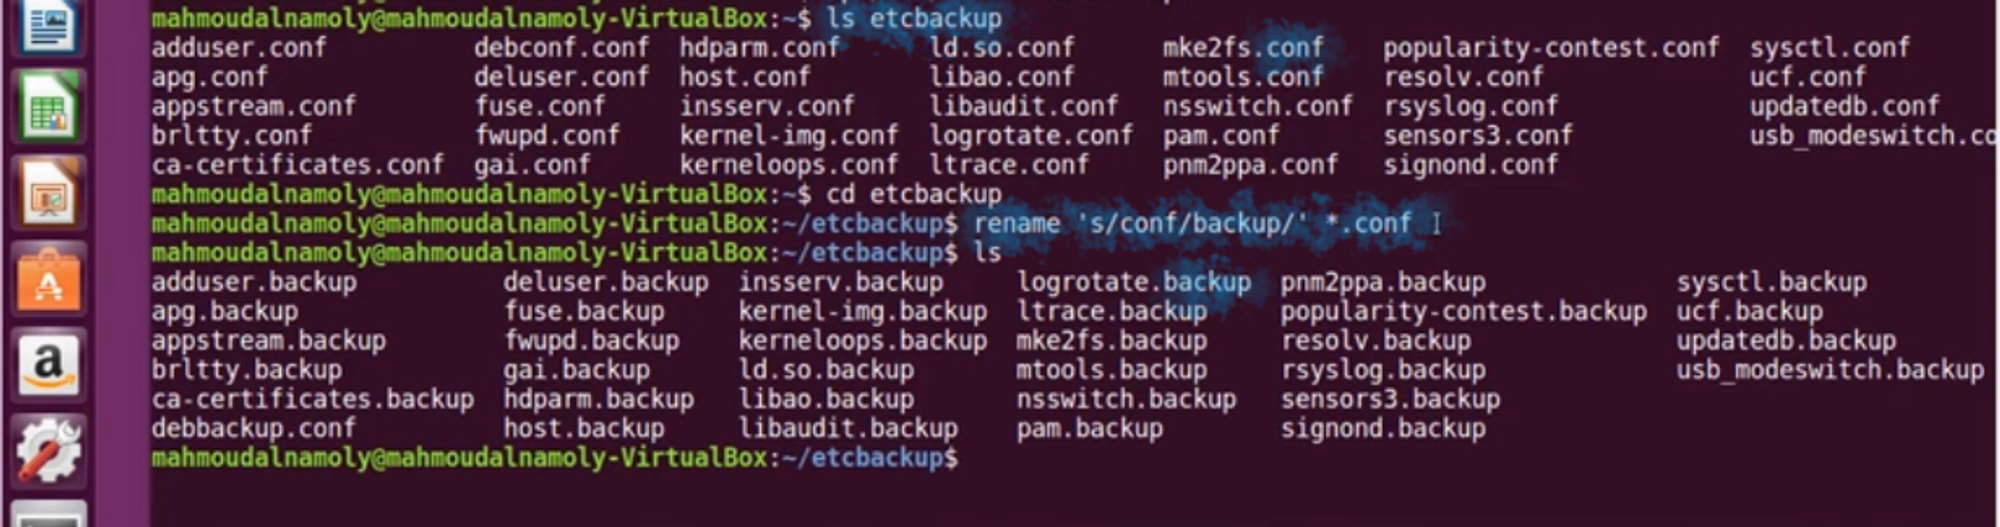 mahmoudalnamoly@mahmoudalnamoly-VirtualBox:~$ ls etcbackup
adduser.conf debconf.conf hdparm.conf ld.so.conf mke2fs.conf popularity-contest.conf sysctl.conf
apg.conf deluser.conf host.conf libao.conf mtools.conf resolv.conf ucf.conf
appstream.conf fuse.conf insserv.conf libaudit.conf nsswitch.conf rsyslog.conf updatedb.conf
brltty.conf fwupd.conf kernel-img.conf logrotate.conf pam.conf sensors3.conf usb_modeswitch.co
ca-certificates.conf gai.conf kerneloops.conf ltrace.conf pnm2ppa.conf signond.conf
mahmoudalnamoly@mahmoudalnamoly-VirtualBox:~$ cd etcbackup
mahmoudalnamoly@mahmoudalnamoly-VirtualBox:~/etcbackup$ rename 's/conf/backup/' *.conf
mahmoudalnamoly@mahmoudalnamoly-VirtualBox:~/etcbackup$ ls
adduser.backup deluser.backup insserv.backup logrotate.backup pnm2ppa.backup sysctl.backup
apg.backup fuse.backup kernel-img.backup ltrace.backup popularity-contest.backup ucf.backup
appstream.backup fwupd.backup kerneloops.backup mke2fs.backup resolv.backup updatedb.backup
brltty.backup gai.backup ld.so.backup mtools.backup rsyslog.backup usb_modeswitch.backup
ca-certificates.backup hdparm.backup libao.backup nsswitch.backup sensors3.backup
debbackup.conf host.backup libaudit.backup pam.backup signond.backup
mahmoudalnamoly@mahmoudalnamoly-VirtualBox:~/etcbackup$